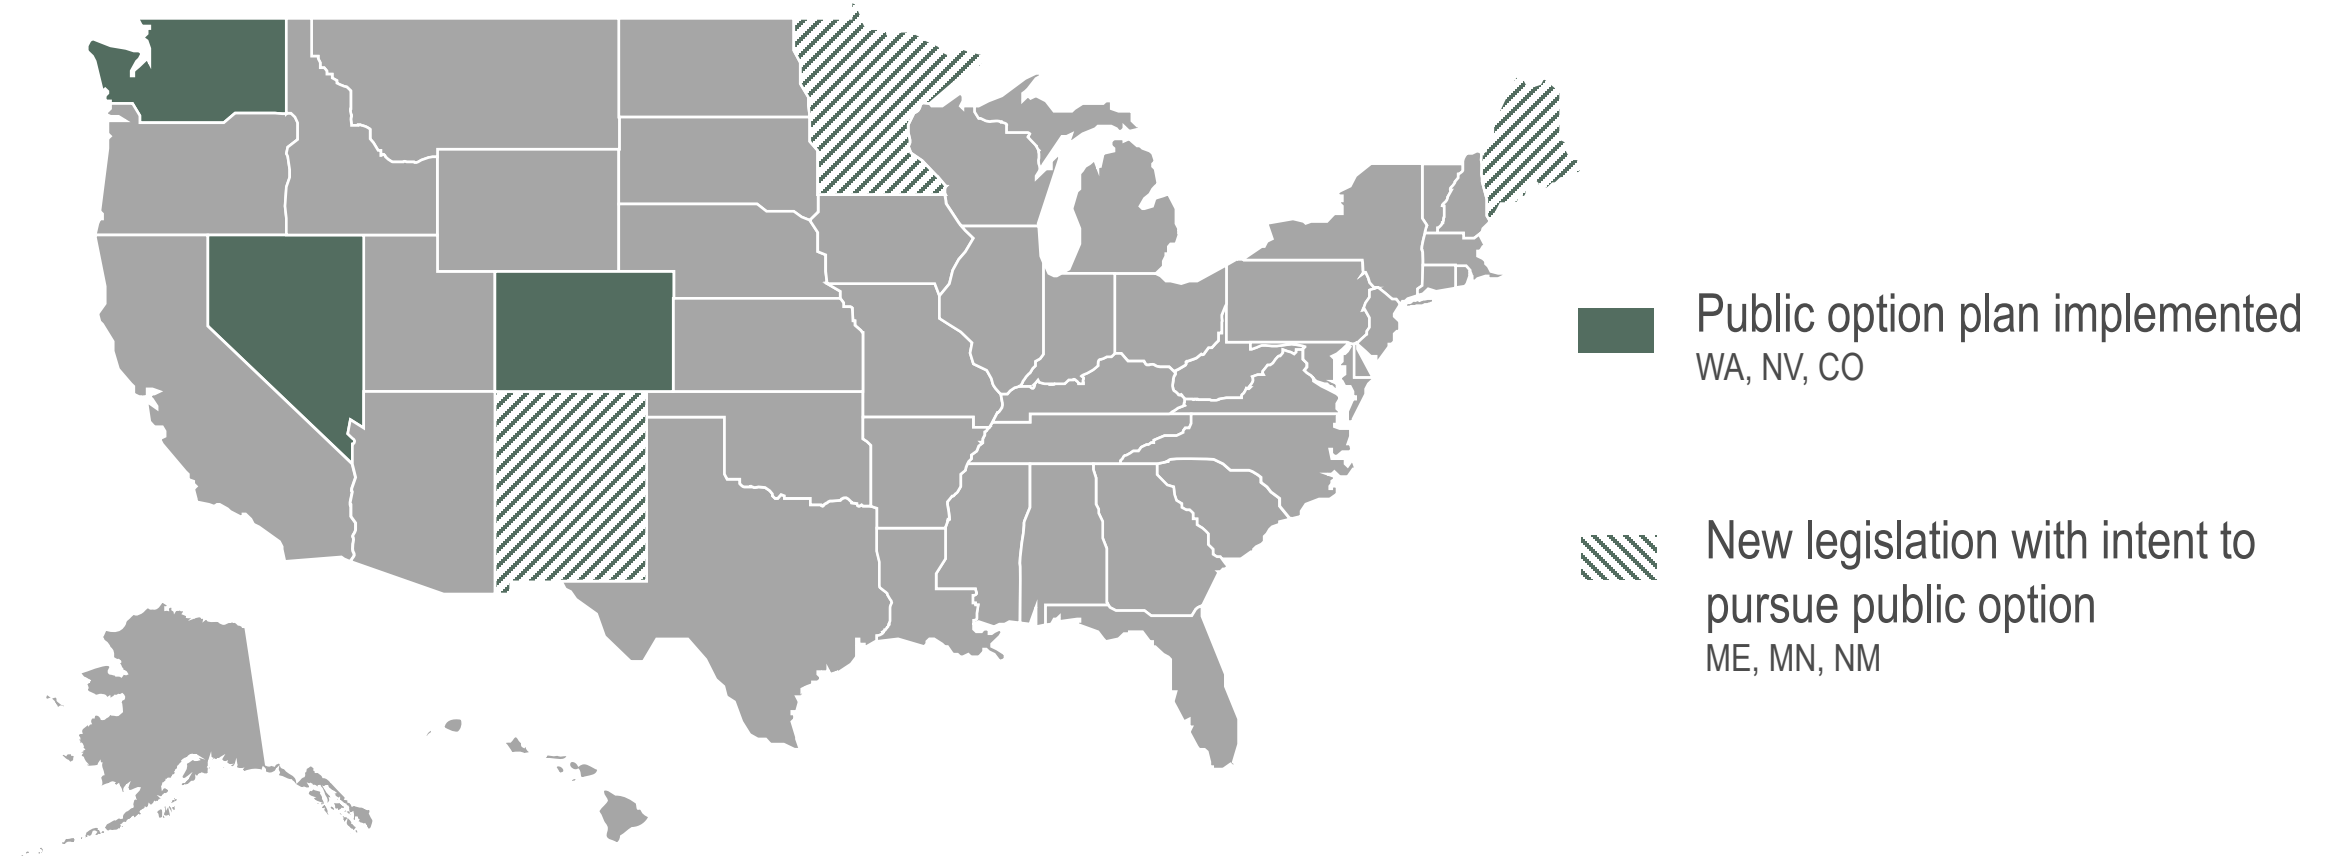 Public option plan implemented
WA, NV, CO
New legislation with intent to
pursue public option
ME, MN, NM